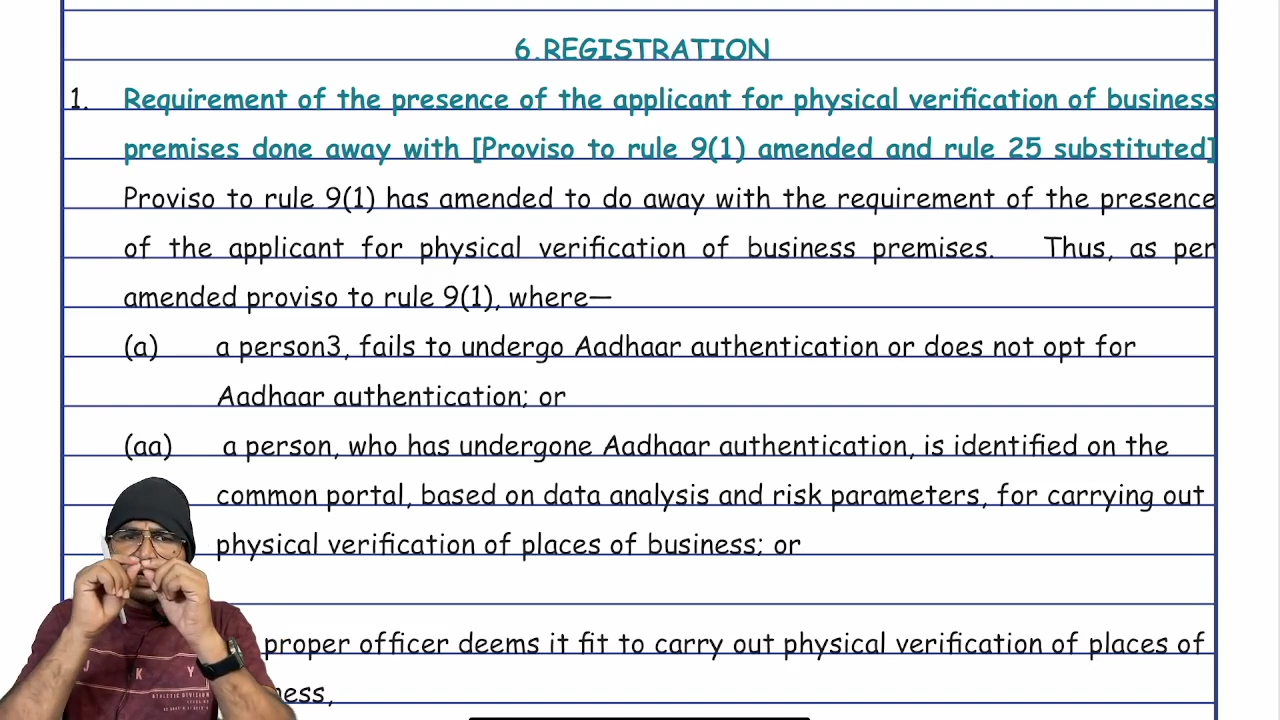 6.REGISTRATION
1. Requirement of the presence of the applicant for physical verification of business
premises done away with [Proviso to rule 9(1) amended and rule 25 substituted]
Proviso to rule 9(1) has amended to do away with the requirement of the presence
of the applicant for physical verification of business premises. Thus, as per
amended proviso to rule 9(1), where—
(a) a person3, fails to undergo Aadhaar authentication or does not opt for
Aadhaar authentication; or
(aa) a person, who has undergone Aadhaar authentication, is identified on the
common portal, based on data analysis and risk parameters, for carrying out
physical verification of places of business; or
proper officer deems it fit to carry out physical verification of places of
ness,
J K Y
ATHLETIC DIVISION